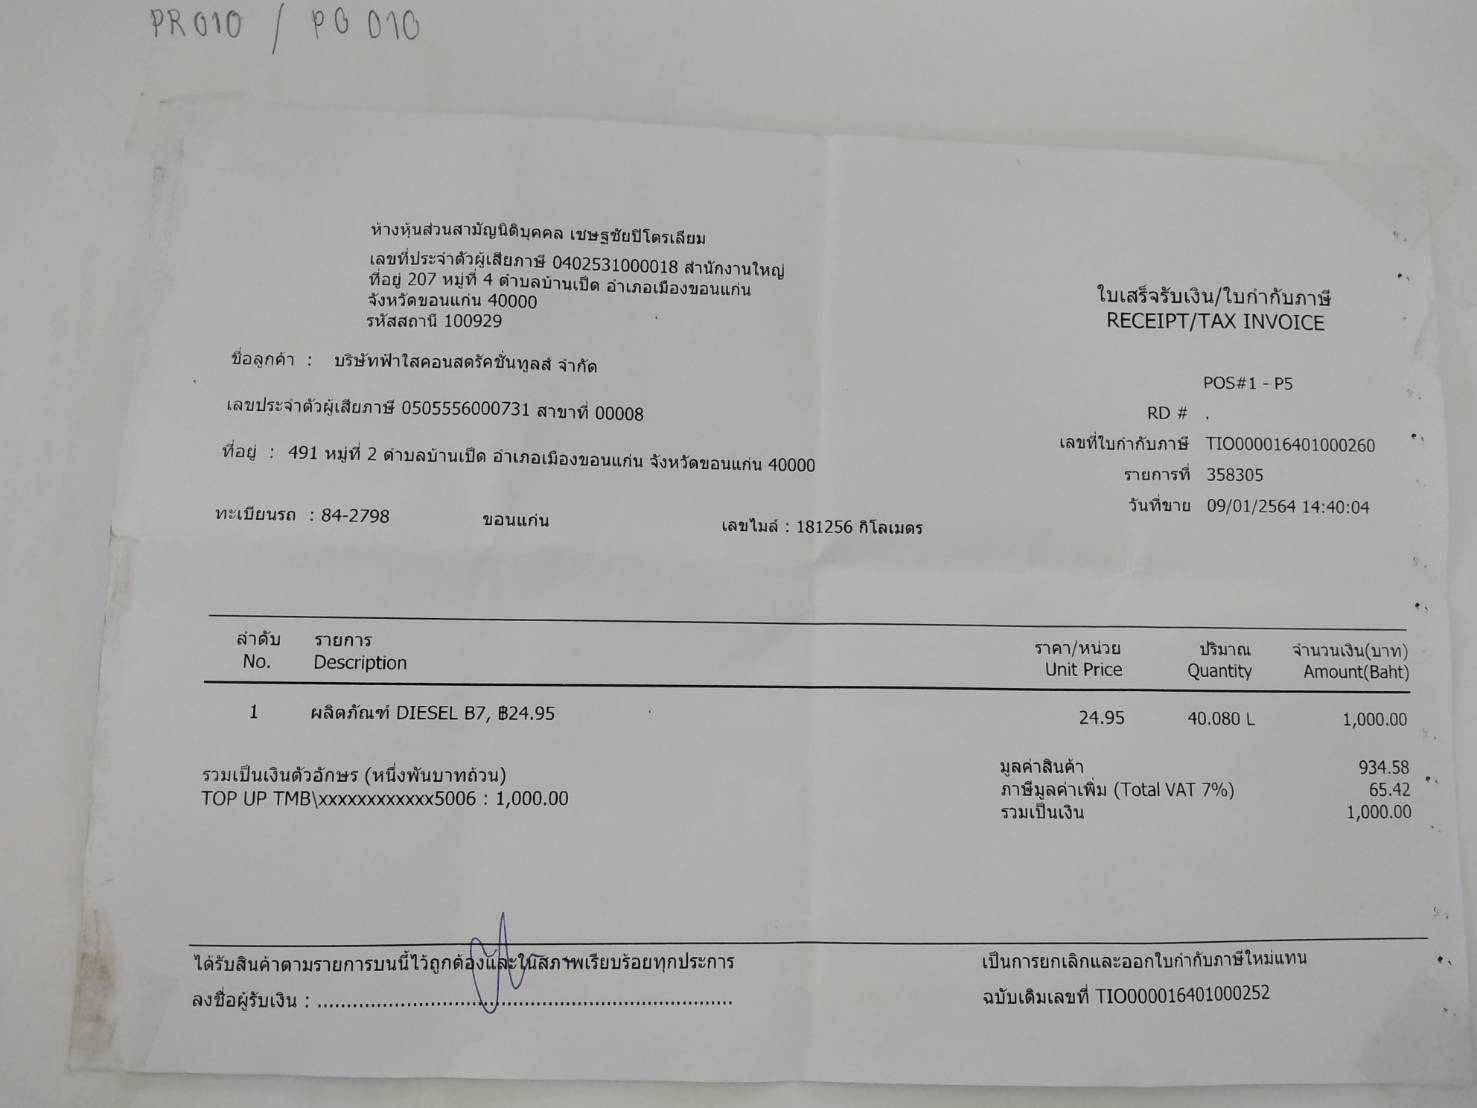 PR010 / PO 010
ห้างหุ้นส่วนสามัญนิติบุคคล เชษฐชัยปิโตรเลียม
เลขที่ประจำตัวผู้เสียภาษี 0402531000018 สำนักงานใหญ่
ที่อยู่ 207 หมู่ที่ 4 ตำบลบ้านเป็ด อำเภอเมืองขอนแก่น
จังหวัดขอนแก่น 40000
รหัสสถานี 100929
ใบเสร็จรับเงิน/ใบกำกับภาษี
RECEIPT/TAX INVOICE
ชื่อลูกค้า : บริษัทฟ้าใสคอนสตรัคชั่นทูลส์ จำกัด
POS#1 - P5
เลขประจำตัวผู้เสียภาษี 0505556000731 สาขาที่ 00008
RD # .
ที่อยู่ : 491 หมู่ที่ 2 ตำบลบ้านเป็ด อำเภอเมืองขอนแก่น จังหวัดขอนแก่น 40000
เลขที่ใบกำกับภาษี TIO000016401000260
รายการที่ 358305
ทะเบียนรถ : 84-2798 ขอนแก่น เลขไมล์ : 181256 กิโลเมตร
วันที่ขาย 09/01/2564 14:40:04
ลำดับ รายการ ราคา/หน่วย ปริมาณ จำนวนเงิน(บาท)
No. Description Unit Price Quantity Amount(Baht)
1 ผลิตภัณฑ์ DIESEL B7, ฿24.95 24.95 40.080 L 1,000.00
รวมเป็นเงินตัวอักษร (หนึ่งพันบาทถ้วน) มูลค่าสินค้า 934.58
TOP UP TMB\xxxxxxxxxxxx5006 : 1,000.00 ภาษีมูลค่าเพิ่ม (Total VAT 7%) 65.42
รวมเป็นเงิน 1,000.00
ได้รับสินค้าตามรายการบนนี้ไว้ถูกต้องและในสภาพเรียบร้อยทุกประการ เป็นการยกเลิกและออกใบกำกับภาษีใหม่แทน
ลงชื่อผู้รับเงิน : ...................................................................... ฉบับเดิมเลขที่ TIO000016401000252